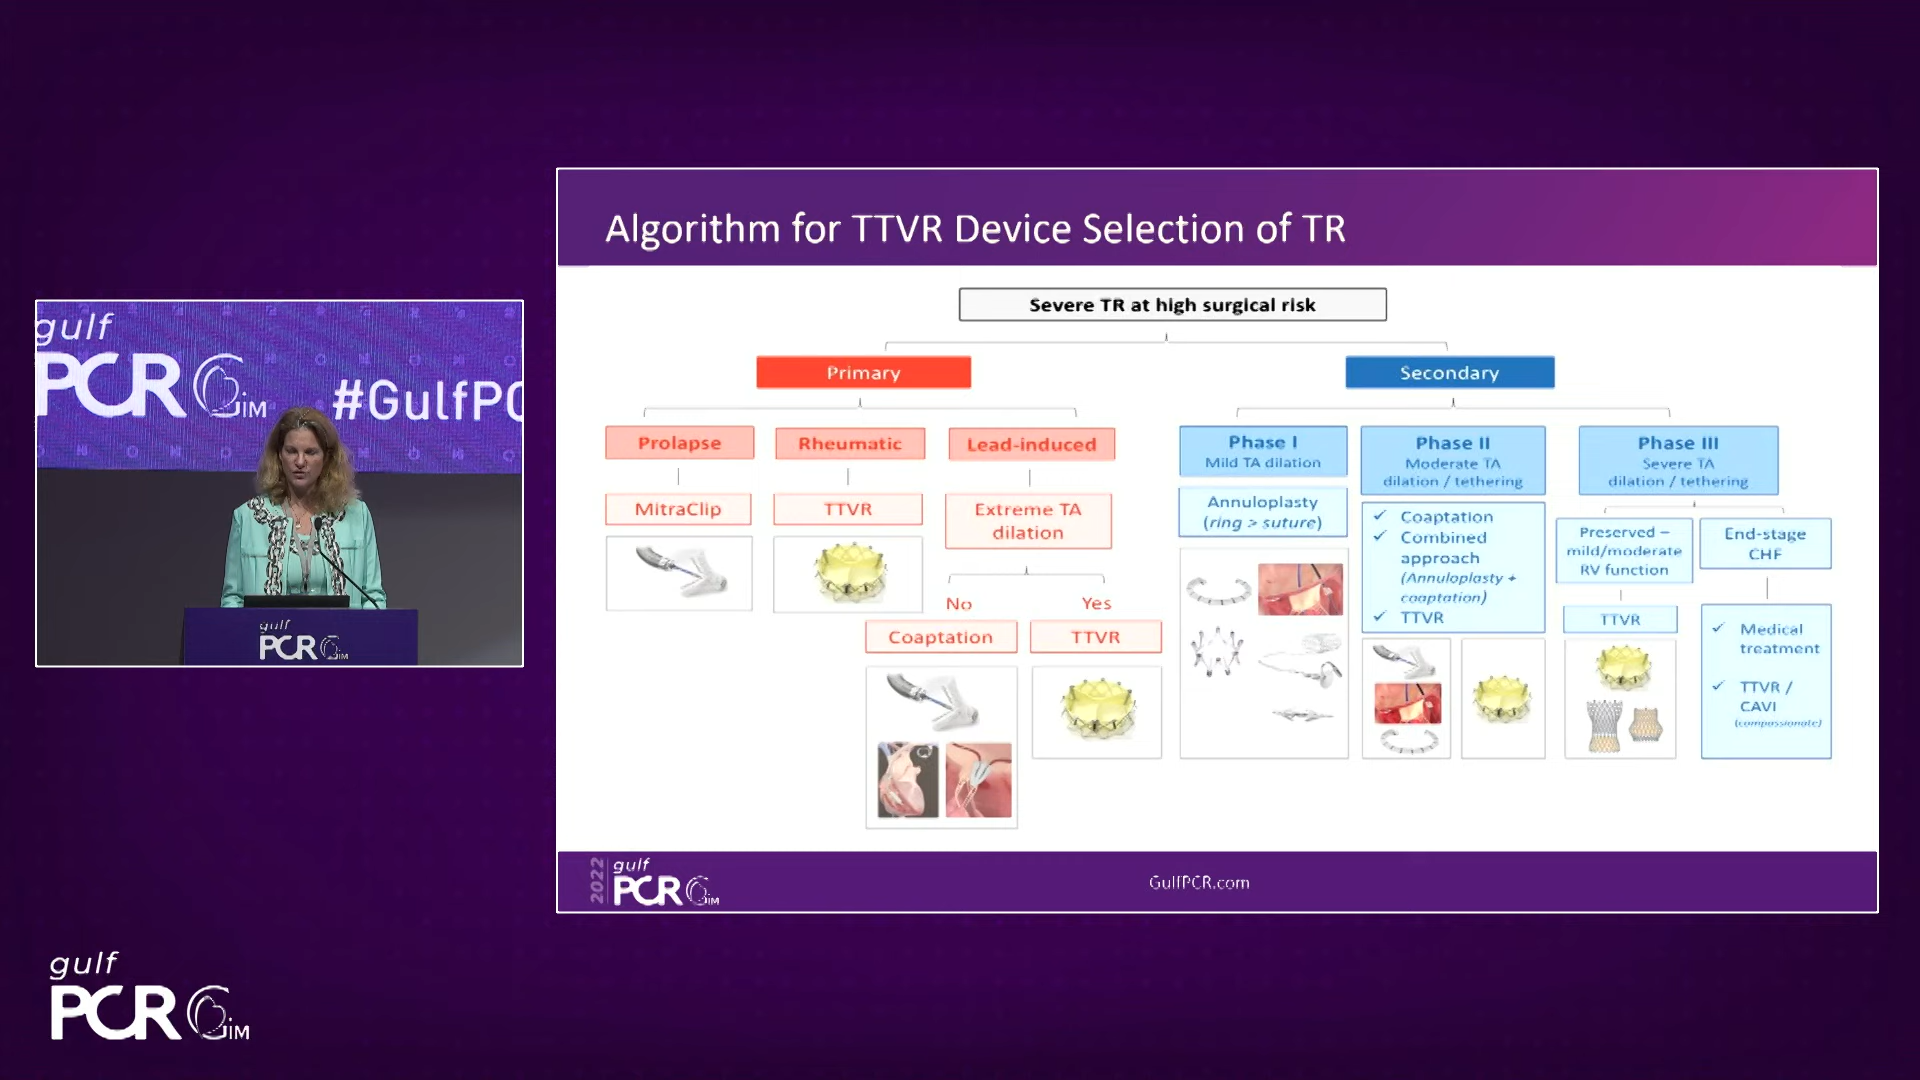 gulf
PCR GIM
#GulfPC
gulf
PCR GIM
Algorithm for TTVR Device Selection of TR
Severe TR at high surgical risk
Primary
Secondary
Prolapse
Rheumatic
Lead-induced
MitraClip
TTVR
Extreme TA
dilation
No
Yes
Coaptation
TTVR
Phase I
Mild TA dilation
Annuloplasty
(ring > suture)
Phase II
Moderate TA
dilation / tethering
✓ Coaptation
✓ Combined
approach
(Annuloplasty +
coaptation)
✓ TTVR
Phase III
Severe TA
dilation / tethering
Preserved –
mild/moderate
RV function
TTVR
End-stage
CHF
✓ Medical
treatment
✓ TTVR /
CAVI
(compassionate)
2022
gulf
PCR GIM
GulfPCR.com
gulf
PCR GIM